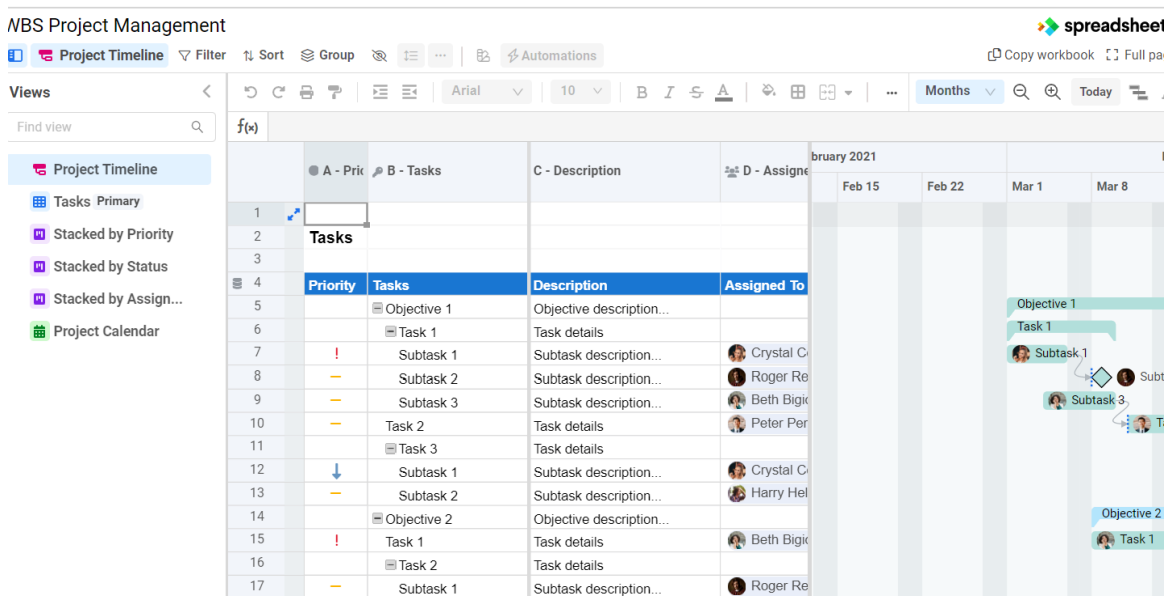 WBS Project Management
spreadsheet
Project Timeline Filter Sort Group Automations Copy workbook Full
Views
Arial 10 B I S A Months Today
Find view
f(x)
Project Timeline
Tasks Primary
Stacked by Priority
Stacked by Status
Stacked by Assign...
Project Calendar
A - Pric B - Tasks C - Description D - Assigne
bruary 2021
Feb 15 Feb 22 Mar 1 Mar 8
1
2 Tasks
3
4 Priority Tasks Description Assigned To
5 Objective 1 Objective description... Objective 1
6 Task 1 Task details Task 1
7 ! Subtask 1 Subtask description... Crystal Subtask 1
8 Subtask 2 Subtask description... Roger Re Subt
9 Subtask 3 Subtask description... Beth Bigi Subtask 3
10 Task 2 Task details Peter Per
11 Task 3 Task details
12 Subtask 1 Subtask description... Crystal
13 Subtask 2 Subtask description... Harry Hel
14 Objective 2 Objective description... Objective 2
15 ! Task 1 Task details Beth Bigi Task 1
16 Task 2 Task details
17 Subtask 1 Subtask description... Roger Re